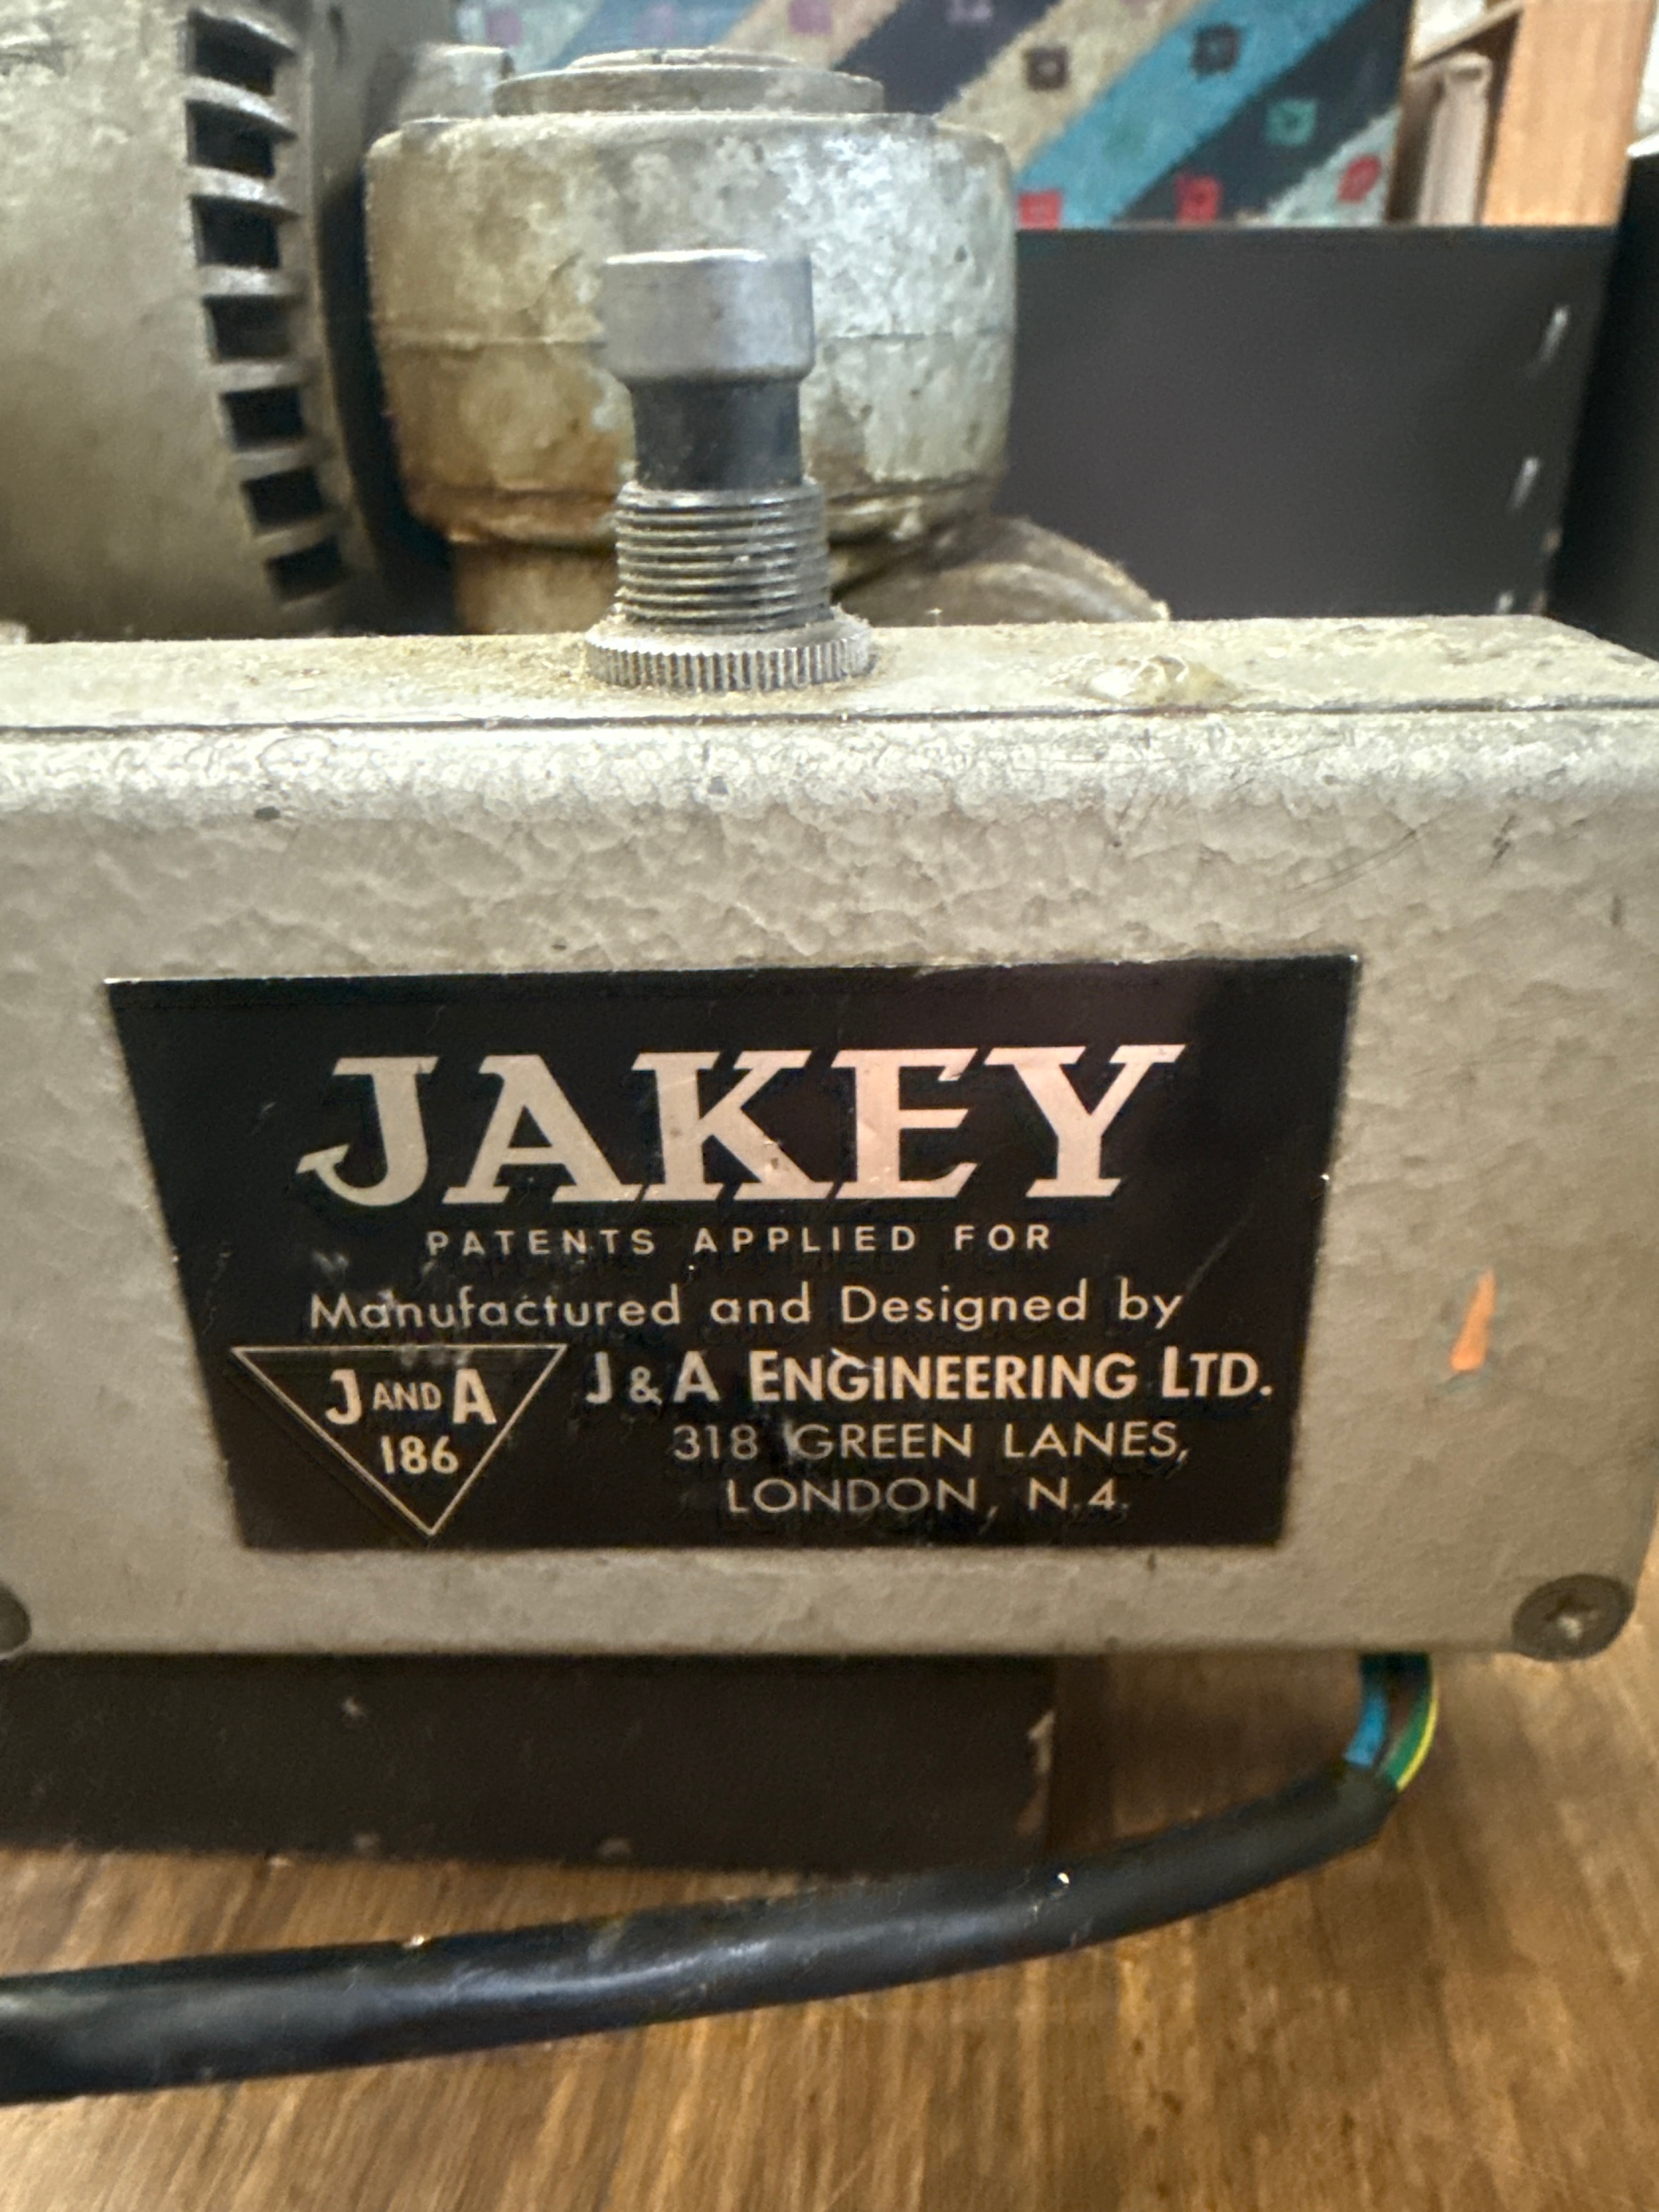 JAKEY
PATENTS APPLIED FOR
Manufactured and Designed by
J AND A
186
J & A ENGINEERING LTD.
318 GREEN LANES,
LONDON, N.4.